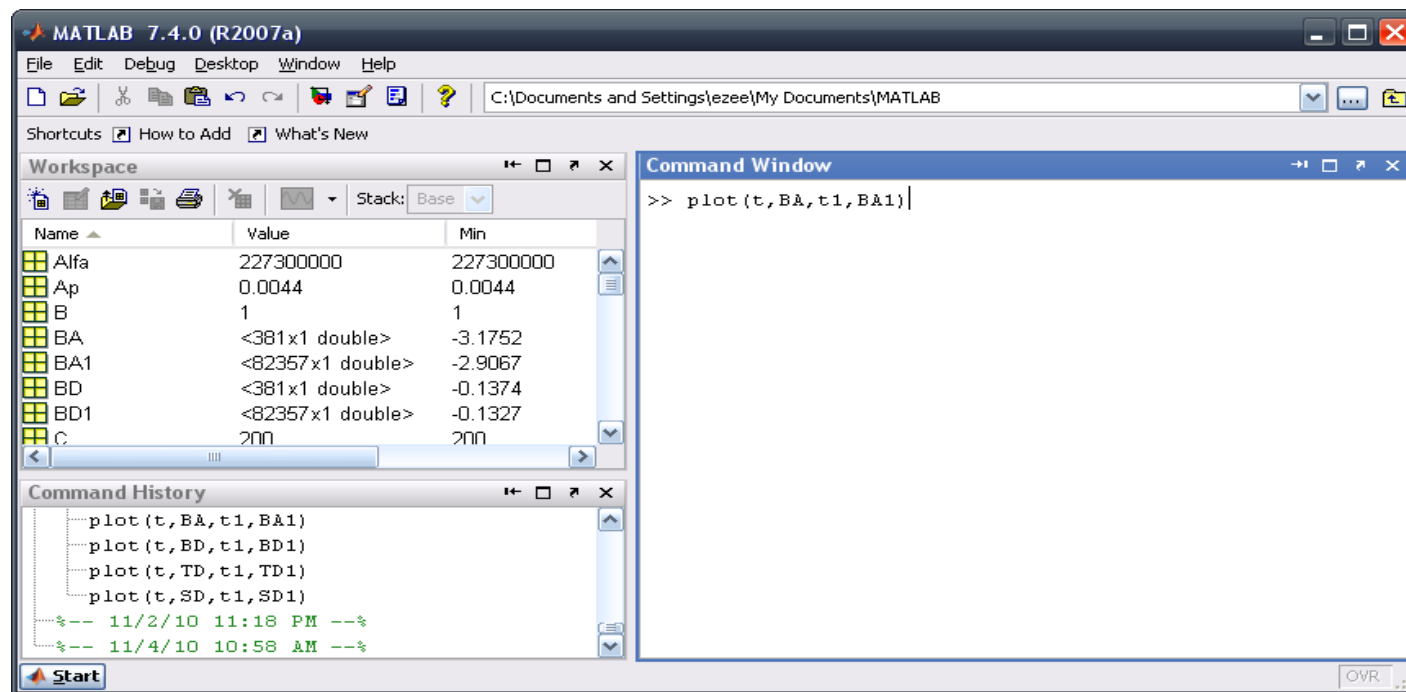 MATLAB 7.4.0 (R2007a)
File Edit Debug Desktop Window Help
C:\Documents and Settings\ezee\My Documents\MATLAB
Shortcuts How to Add What's New
Workspace
Stack: Base
Name Value Min
Alfa 227300000 227300000
Ap 0.0044 0.0044
B 1 1
BA <381x1 double> -3.1752
BA1 <82357x1 double> -2.9067
BD <381x1 double> -0.1374
BD1 <82357x1 double> -0.1327
C 200 200
Command History
plot(t,BA,t1,BA1)
plot(t,BD,t1,BD1)
plot(t,TD,t1,TD1)
plot(t,SD,t1,SD1)
%-- 11/2/10 11:18 PM --%
%-- 11/4/10 10:58 AM --%
Command Window
>> plot(t,BA,t1,BA1)
Start
OVR